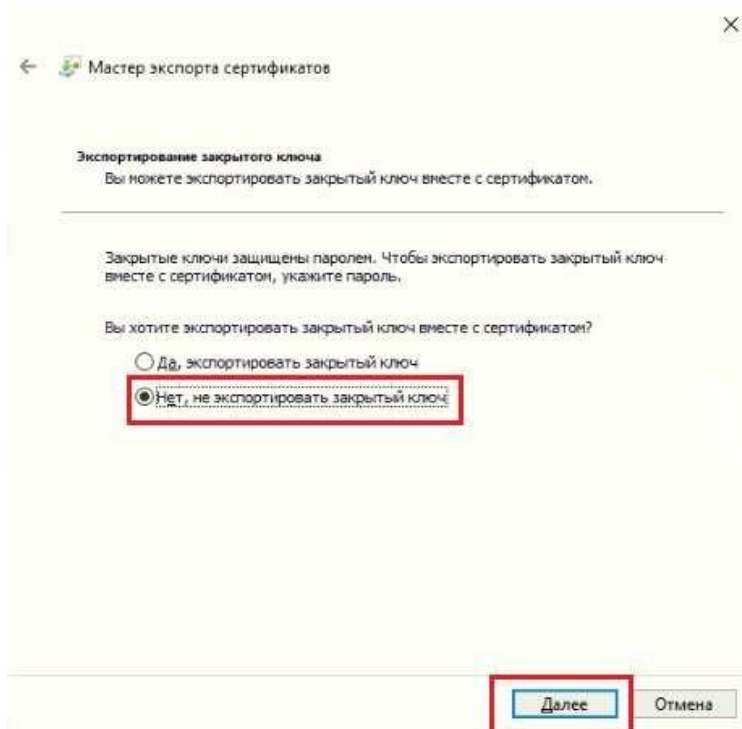 Мастер экспорта сертификатов
Экспортирование закрытого ключа
Вы можете экспортировать закрытый ключ вместе с сертификатом.
Закрытые ключи защищены паролем. Чтобы экспортировать закрытый ключ
вместе с сертификатом, укажите пароль.
Вы хотите экспортировать закрытый ключ вместе с сертификатом?
Да, экспортировать закрытый ключ
Нет, не экспортировать закрытый ключ
Далее Отмена